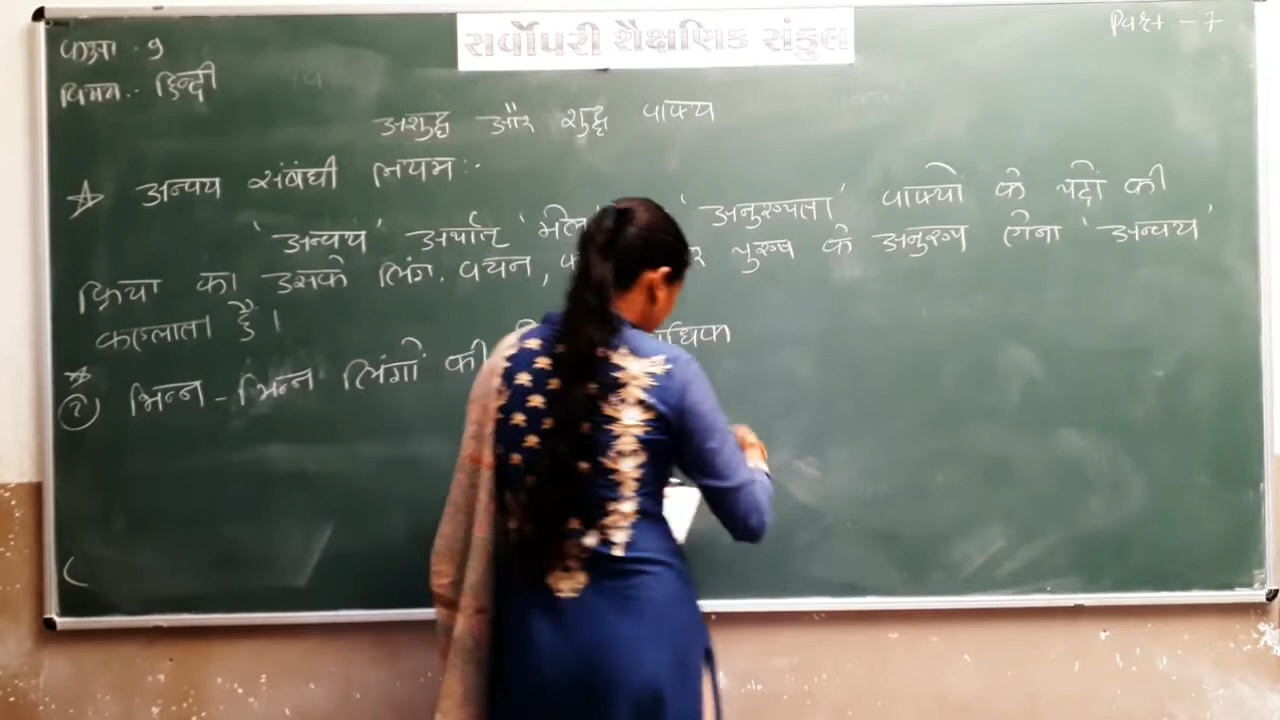 સર્વોપરી શૈક્ષણિક સંકુલ
Part - 7
कक्षा - 9
विषय :- हिन्दी
अशुद्ध और शुद्ध वाक्य
अन्वय संबंधी नियम :-
'अन्वय' अर्थात् 'मेल 'अनुरूपता' वाक्यों के पदों की
क्रिया का उसके लिंग, वचन, पुरुष के अनुरूप होना 'अन्वय'
कहलाता है।
भिन्न - भिन्न लिंगों की